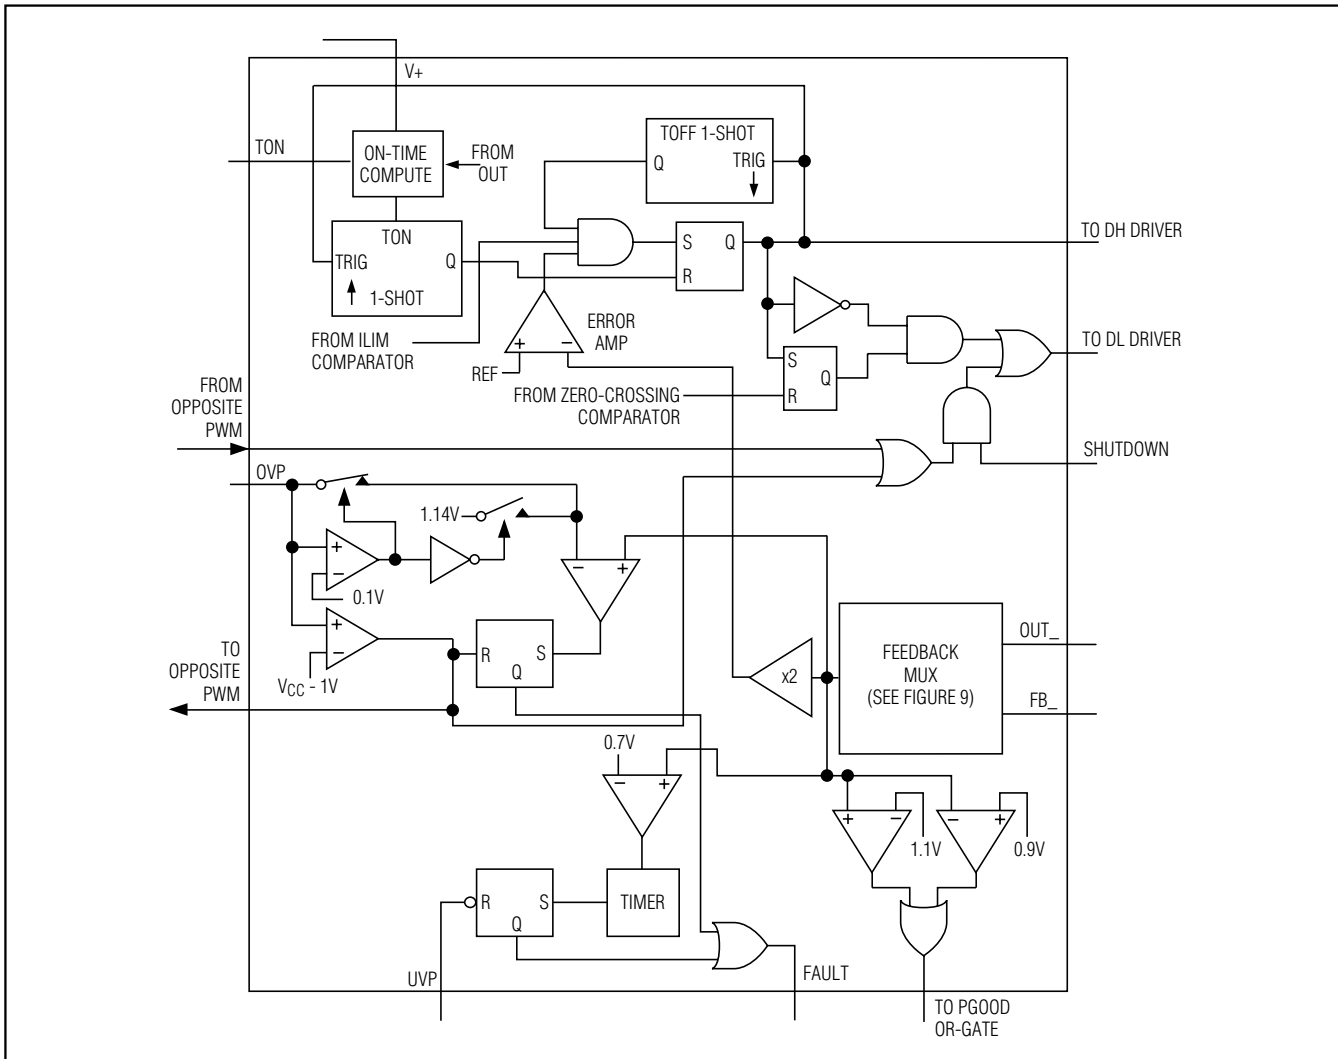 V+
TON
ON-TIME
COMPUTE
FROM
OUT
TOFF 1-SHOT
Q
TRIG
TON
TRIG
Q
1-SHOT
S
Q
R
TO DH DRIVER
FROM ILIM
COMPARATOR
ERROR
AMP
+
−
REF
S
Q
R
TO DL DRIVER
FROM ZERO-CROSSING
COMPARATOR
FROM
OPPOSITE
PWM
SHUTDOWN
OVP
1.14V
+
−
0.1V
−
+
+
−
VCC - 1V
TO
OPPOSITE
PWM
R
S
Q
x2
FEEDBACK
MUX
(SEE FIGURE 9)
OUT_
FB_
0.7V
−
+
+
−
1.1V
−
+
0.9V
R
S
Q
TIMER
UVP
FAULT
TO PGOOD
OR-GATE